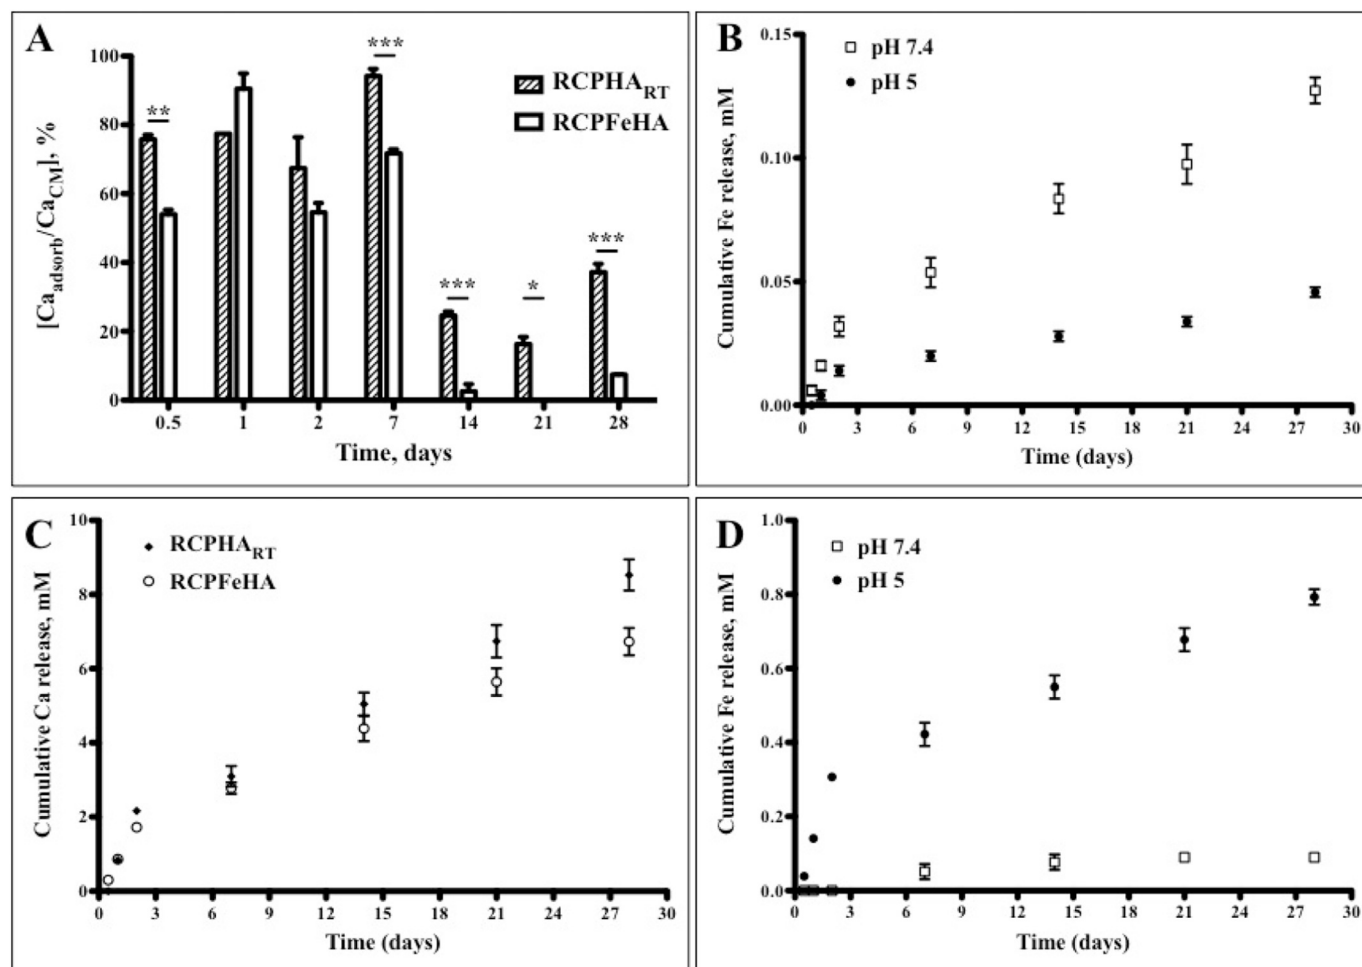 A
***
100
RCPHA_RT
**
RCPFeHA
80
60
40
***
***
*
20
0
0.5 1 2 7 14 21 28
[Ca_adsorb/Ca_CM], %
Time, days
B
0.15
pH 7.4
pH 5
0.10
0.05
0.00
0 3 6 9 12 15 18 21 24 27 30
Cumulative Fe release, mM
Time (days)
C
10
RCPHA_RT
RCPFeHA
8
6
4
2
0
0 3 6 9 12 15 18 21 24 27 30
Cumulative Ca release, mM
Time (days)
D
1.0
pH 7.4
pH 5
0.8
0.6
0.4
0.2
0.0
0 3 6 9 12 15 18 21 24 27 30
Cumulative Fe release, mM
Time (days)